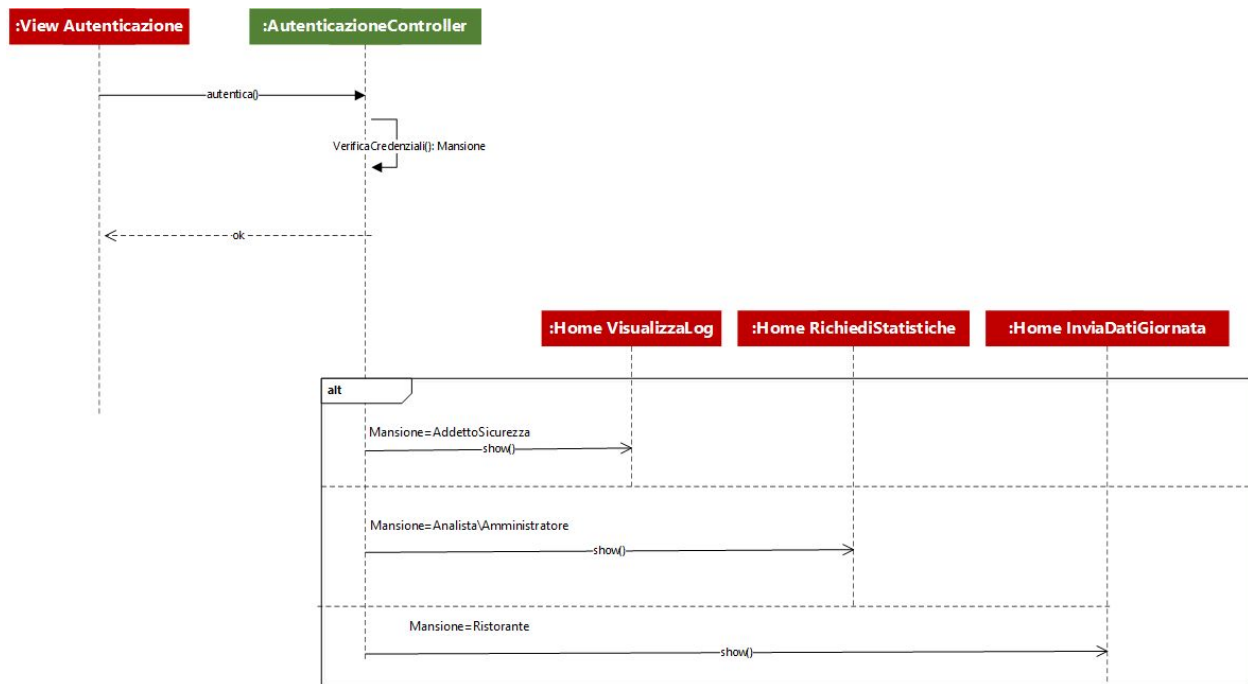 :View Autenticazione
:AutenticazioneController
autentica()
VerificaCredenziali(): Mansione
ok
:Home VisualizzaLog
:Home RichiediStatistiche
:Home InviaDatiGiornata
alt
Mansione=AddettoSicurezza
show()
Mansione=Analista\Amministratore
show()
Mansione=Ristorante
show()